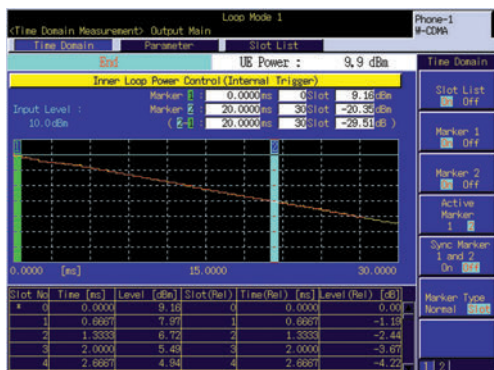 Loop Mode 1
Phone-1
<Time Domain Measurement> Output Main
W-CDMA
Time Domain Parameter Slot List
End UE Power : 9.9 dBm
Time Domain
Inner Loop Power Control(Internal Trigger)
Marker 1 : 0.0000ms 0Slot 9.16dBm
Input Level : Marker 2 : 20.0000ms 30Slot -20.35dBm
10.0dBm ( 2-1 : 20.0000ms 30Slot -29.51dB )
Slot List
On Off
Marker 1
On Off
Marker 2
On Off
Active
Marker
1 2
Sync Marker
1 and 2
On Off
Marker Type
Normal Slot
1 2
1 2
0.0000 [ms] 15.0000 30.0000
Slot No Time [ms] Level [dBm] Slot(Rel) Time(Rel) [ms] Level(Rel) [dB]
* 0 0.0000 9.16 0 0.0000 0.00
1 0.6667 7.97 1 0.6667 -1.19
2 1.3333 6.72 2 1.3333 -2.44
3 2.0000 5.49 3 2.0000 -3.67
4 2.6667 4.94 4 2.6667 -4.22